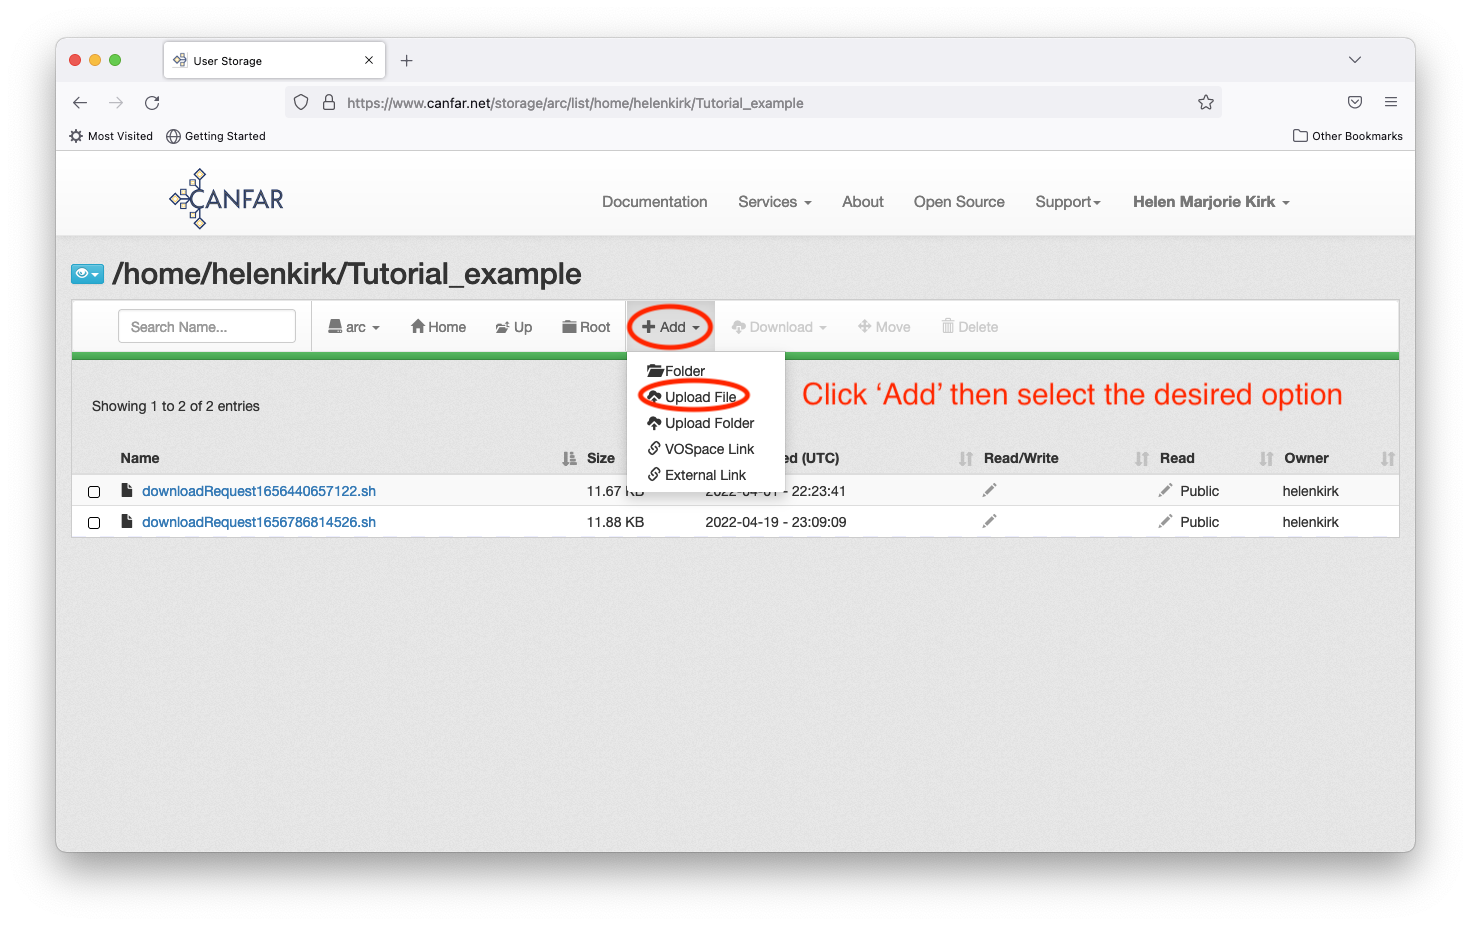 User Storage
https://www.canfar.net/storage/arc/list/home/helenkirk/Tutorial_example
Most Visited Getting Started Other Bookmarks
CANFAR
Documentation Services About Open Source Support Helen Marjorie Kirk
/home/helenkirk/Tutorial_example
Search Name... arc Home Up Root Add Download Move Delete
Folder
Upload File
Click ‘Add’ then select the desired option
Showing 1 to 2 of 2 entries
Upload Folder
VOSpace Link
Name Size ed (UTC) Read/Write Read Owner
External Link
downloadRequest1656440657122.sh 11.67 KB 2022-04-01 - 22:23:41 Public helenkirk
downloadRequest1656786814526.sh 11.88 KB 2022-04-19 - 23:09:09 Public helenkirk